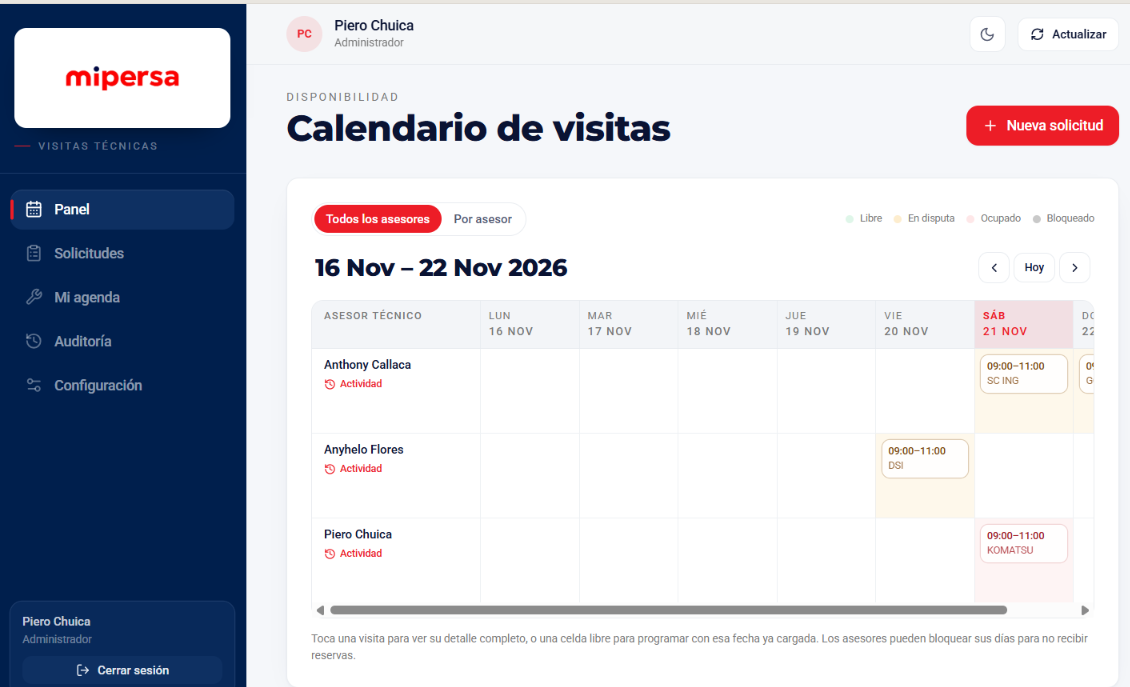 mipersa
VISITAS TÉCNICAS
Panel
Solicitudes
Mi agenda
Auditoría
Configuración
Piero Chuica
Administrador
Cerrar sesión
PC
Piero Chuica
Administrador
Actualizar
DISPONIBILIDAD
Calendario de visitas
+ Nueva solicitud
Todos los asesores
Por asesor
Libre
En disputa
Ocupado
Bloqueado
16 Nov – 22 Nov 2026
Hoy
ASESOR TÉCNICO
LUN
16 NOV
MAR
17 NOV
MIÉ
18 NOV
JUE
19 NOV
VIE
20 NOV
SÁB
21 NOV
22
Anthony Callaca
Actividad
09:00–11:00
SC ING
Anyhelo Flores
Actividad
09:00–11:00
DSI
Piero Chuica
Actividad
09:00–11:00
KOMATSU
Toca una visita para ver su detalle completo, o una celda libre para programar con esa fecha ya cargada. Los asesores pueden bloquear sus días para no recibir
reservas.